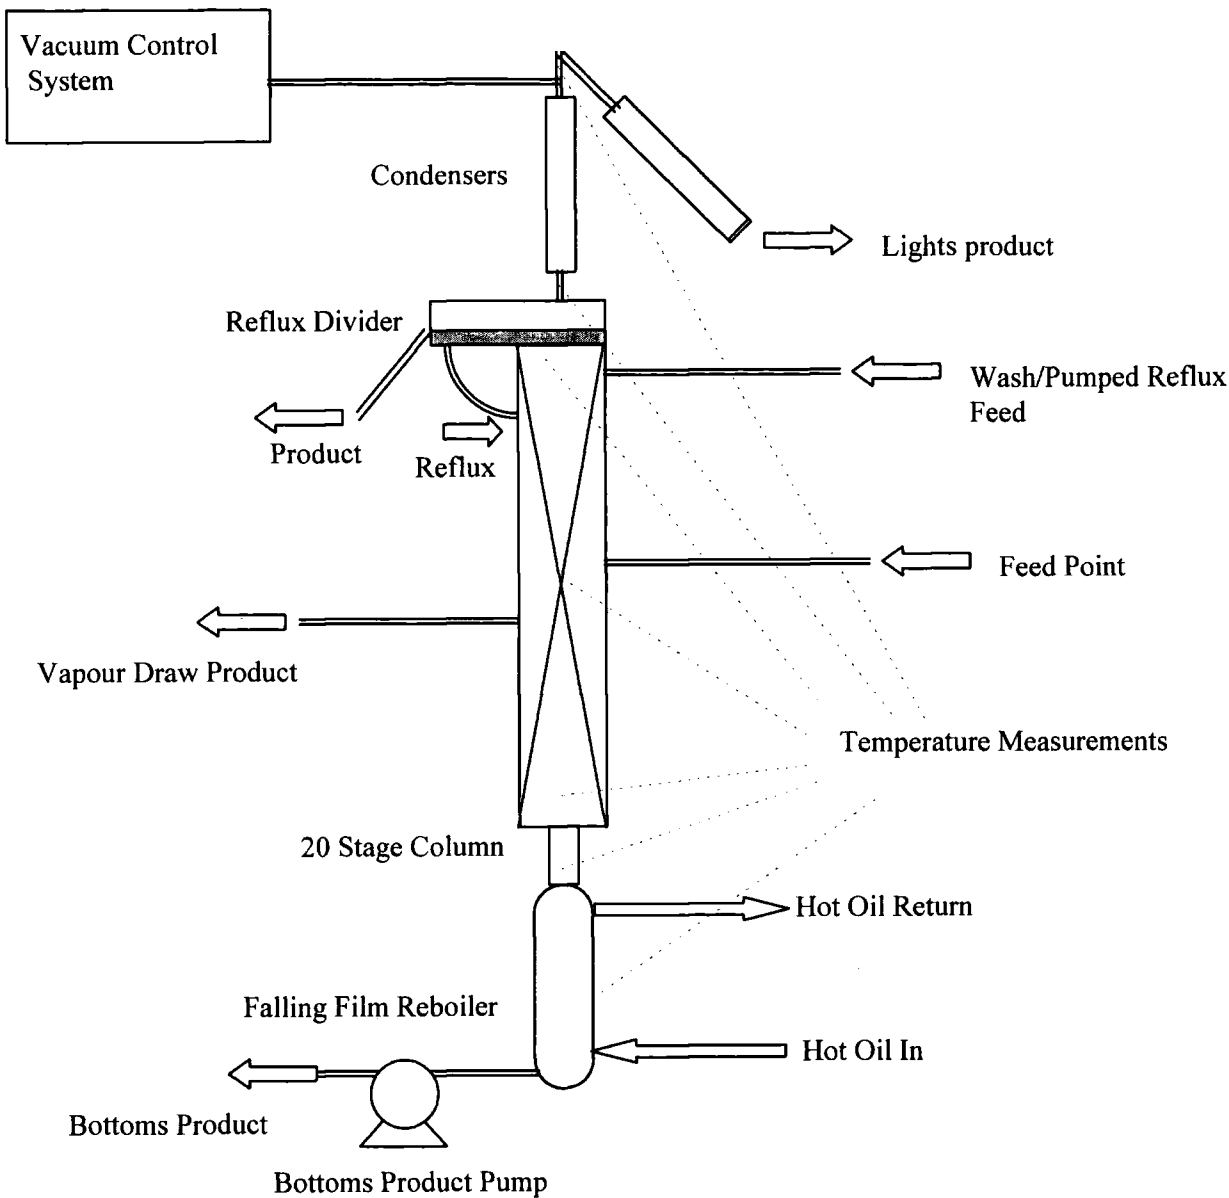 Vacuum Control
System
Condensers
Lights product
Reflux Divider
Wash/Pumped Reflux
Feed
Product
Reflux
Feed Point
Vapour Draw Product
Temperature Measurements
20 Stage Column
Hot Oil Return
Falling Film Reboiler
Hot Oil In
Bottoms Product
Bottoms Product Pump